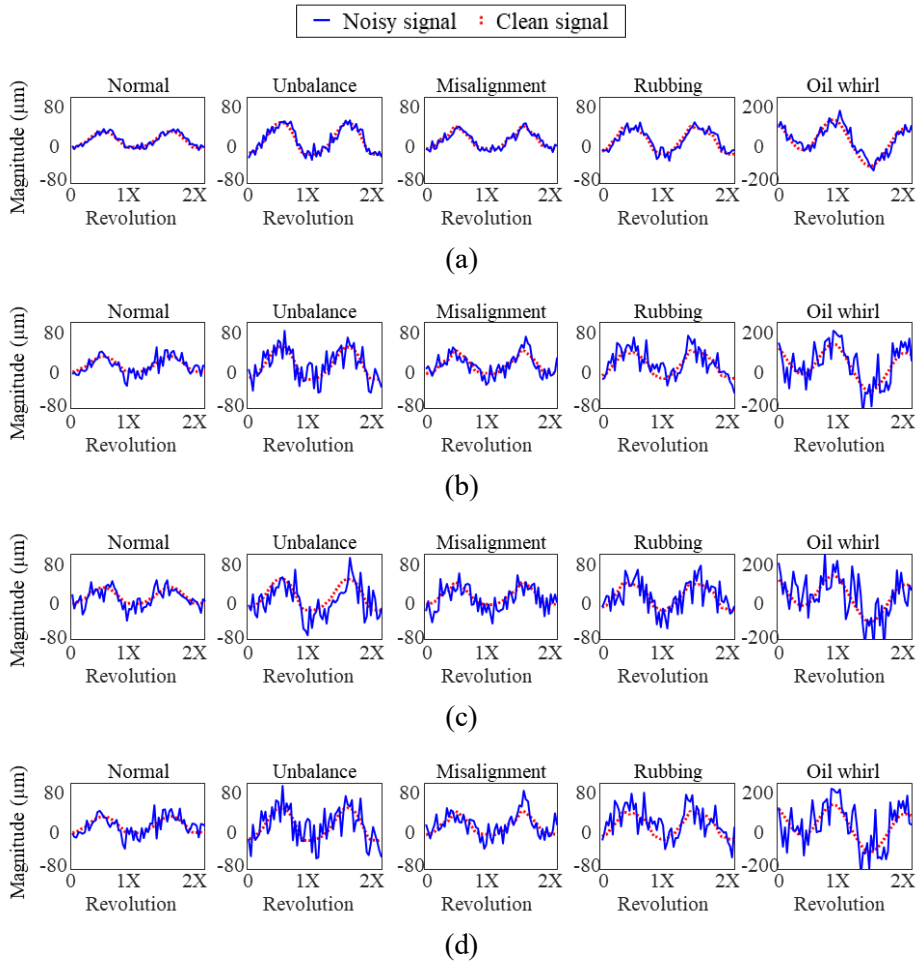 Noisy signal Clean signal
Normal Unbalance Misalignment Rubbing Oil whirl
Magnitude (μm)
80 80 80 80 200
0 0 0 0 0
-80 -80 -80 -80 -200
0 1X 2X 0 1X 2X 0 1X 2X 0 1X 2X 0 1X 2X
Revolution Revolution Revolution Revolution Revolution
(a)
Normal Unbalance Misalignment Rubbing Oil whirl
Magnitude (μm)
80 80 80 80 200
0 0 0 0 0
-80 -80 -80 -80 -200
0 1X 2X 0 1X 2X 0 1X 2X 0 1X 2X 0 1X 2X
Revolution Revolution Revolution Revolution Revolution
(b)
Normal Unbalance Misalignment Rubbing Oil whirl
Magnitude (μm)
80 80 80 80 200
0 0 0 0 0
-80 -80 -80 -80 -200
0 1X 2X 0 1X 2X 0 1X 2X 0 1X 2X 0 1X 2X
Revolution Revolution Revolution Revolution Revolution
(c)
Normal Unbalance Misalignment Rubbing Oil whirl
Magnitude (μm)
80 80 80 80 200
0 0 0 0 0
-80 -80 -80 -80 -200
0 1X 2X 0 1X 2X 0 1X 2X 0 1X 2X 0 1X 2X
Revolution Revolution Revolution Revolution Revolution
(d)